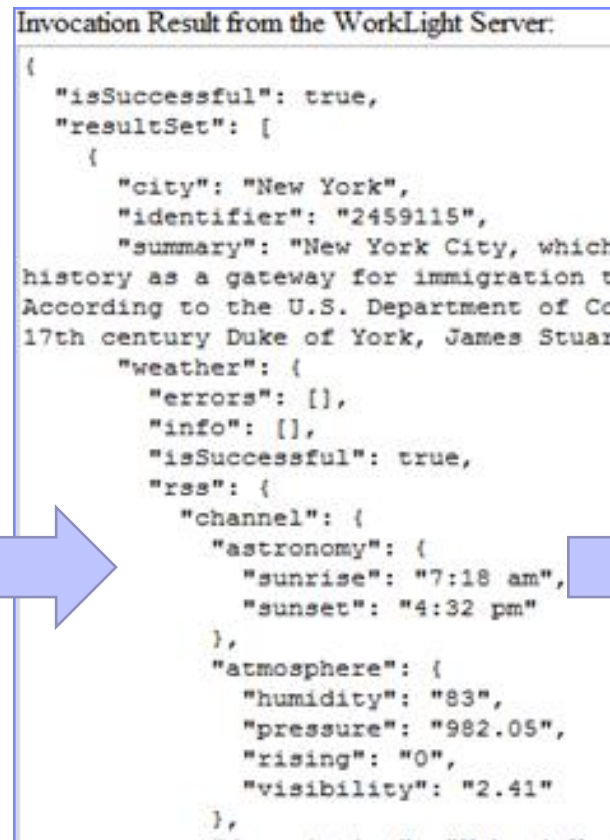 Invocation Result from the WorkLight Server:
{
  "isSuccessful": true,
  "resultSet": [
    {
      "city": "New York",
      "identifier": "2459115",
      "summary": "New York City, which
history as a gateway for immigration t
According to the U.S. Department of Co
17th century Duke of York, James Stuar
      "weather": {
        "errors": [],
        "info": [],
        "isSuccessful": true,
        "rss": {
          "channel": {
            "astronomy": {
              "sunrise": "7:18 am",
              "sunset": "4:32 pm"
            },
            "atmosphere": {
              "humidity": "83",
              "pressure": "982.05",
              "rising": "0",
              "visibility": "2.41"
            },